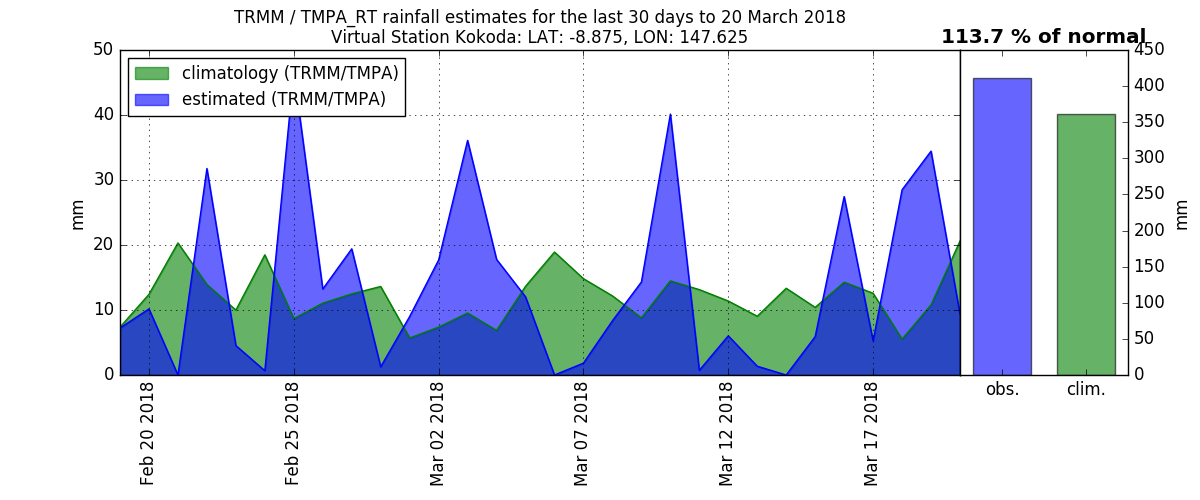 TRMM / TMPA_RT rainfall estimates for the last 30 days to 20 March 2018
Virtual Station Kokoda: LAT: -8.875, LON: 147.625
113.7 % of normal
climatology (TRMM/TMPA)
estimated (TRMM/TMPA)
50
40
30
20
10
0
mm
Feb 20 2018
Feb 25 2018
Mar 02 2018
Mar 07 2018
Mar 12 2018
Mar 17 2018
obs.
clim.
450
400
350
300
250
200
150
100
50
0
mm